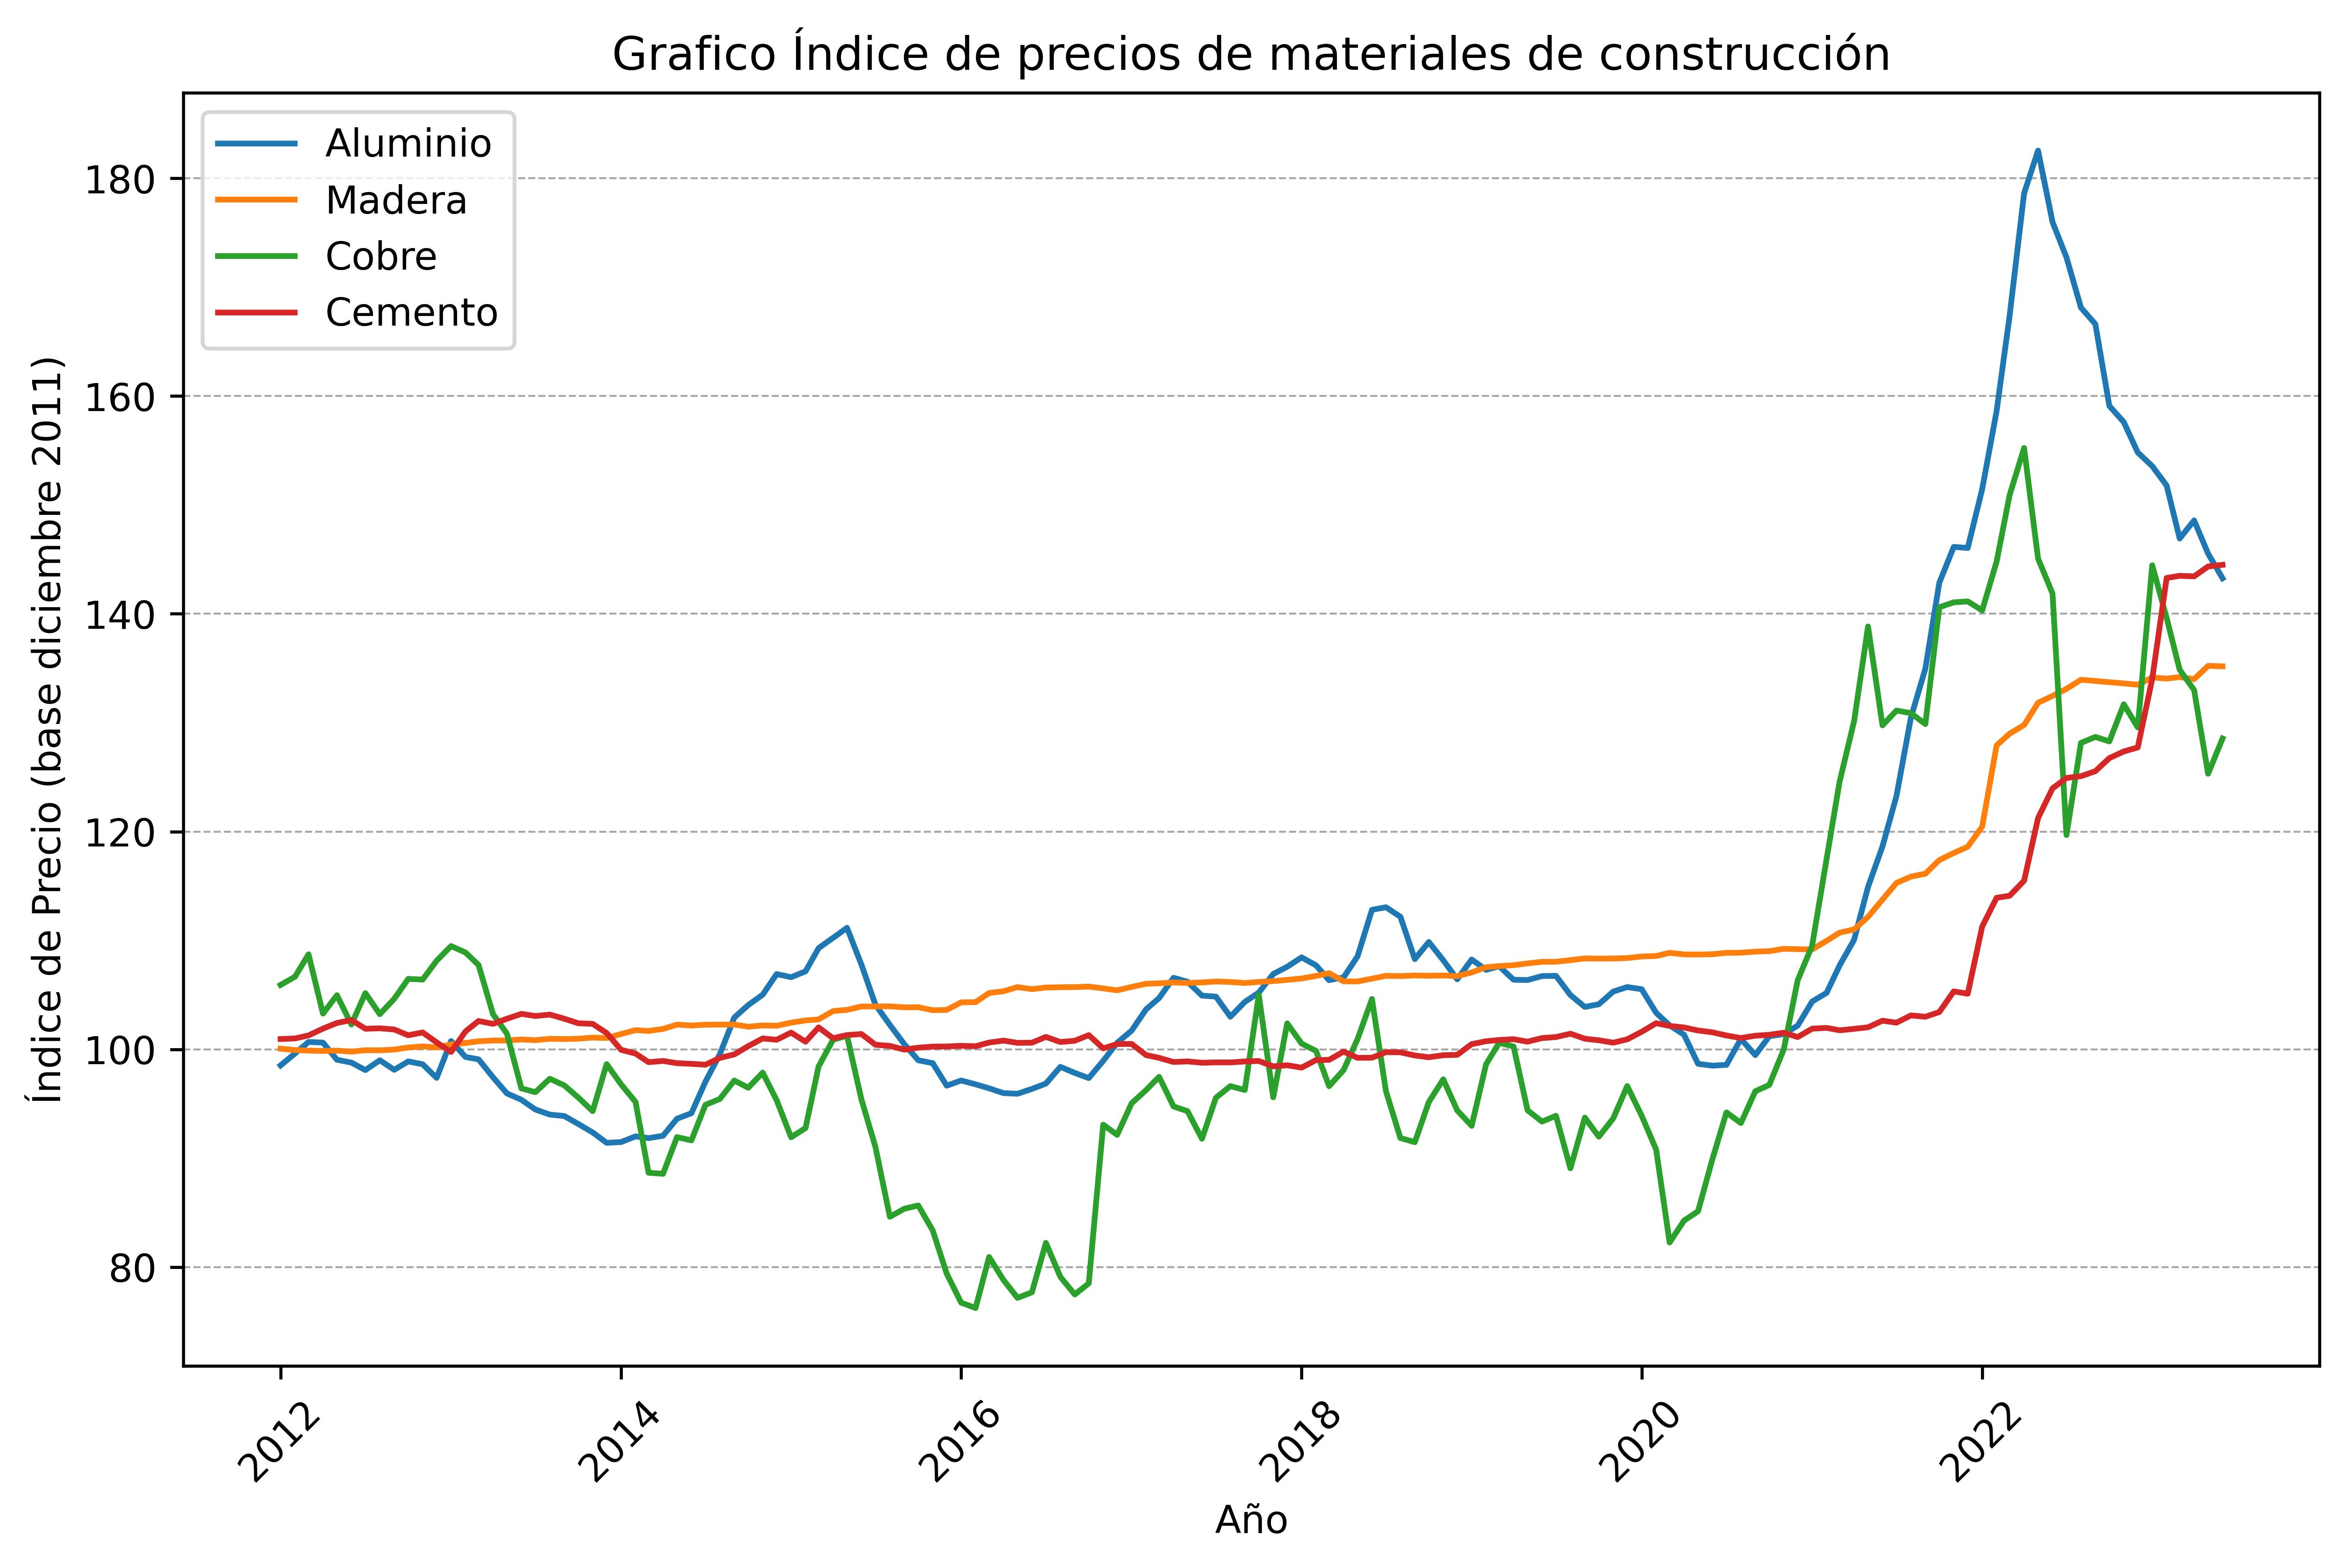 Grafico Índice de precios de materiales de construcción
Aluminio
Madera
Cobre
Cemento
Índice de Precio (base diciembre 2011)
180
160
140
120
100
80
2012
2014
2016
2018
2020
2022
Año